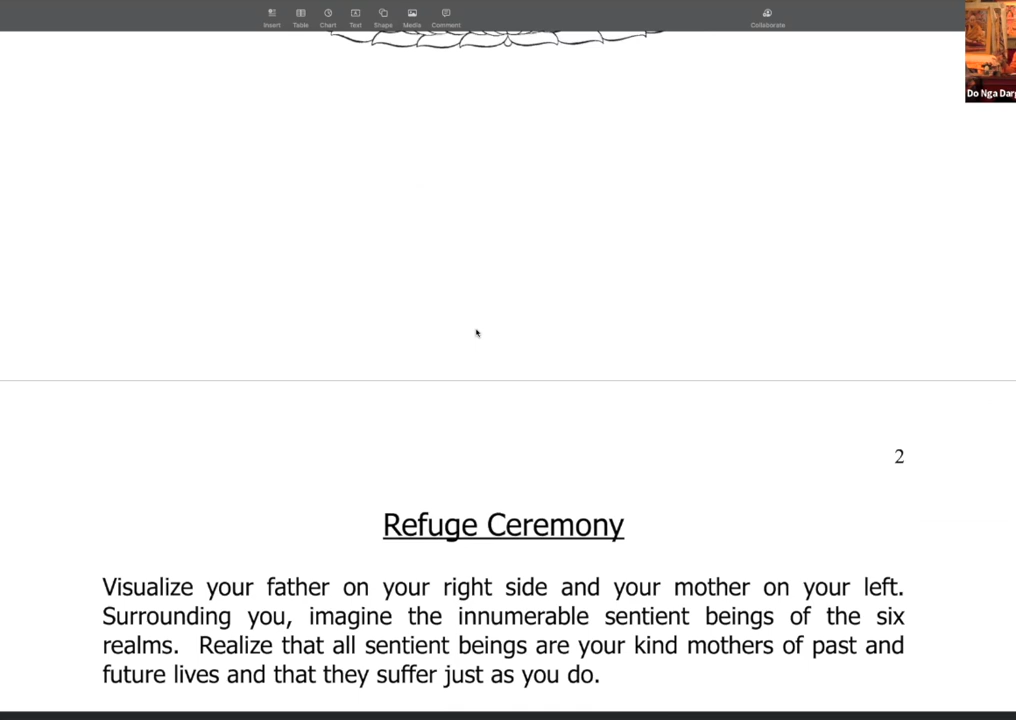 Insert Table Chart Text Shape Media Comment Collaborate
Do Nga Dar
2
Refuge Ceremony
Visualize your father on your right side and your mother on your left.
Surrounding you, imagine the innumerable sentient beings of the six
realms. Realize that all sentient beings are your kind mothers of past and
future lives and that they suffer just as you do.